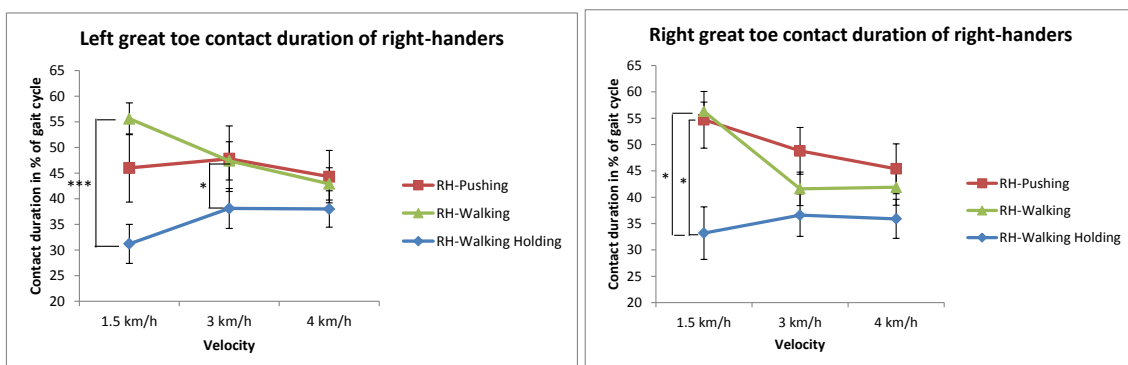 Left great toe contact duration of right-handers
Contact duration in % of gait cycle
65
60
55
50
45
40
35
30
25
20
***
*
1.5 km/h 3 km/h 4 km/h
Velocity
RH-Pushing
RH-Walking
RH-Walking Holding
Right great toe contact duration of right-handers
Contact duration in % of gait cycle
65
60
55
50
45
40
35
30
25
20
* *
1.5 km/h 3 km/h 4 km/h
Velocity
RH-Pushing
RH-Walking
RH-Walking Holding